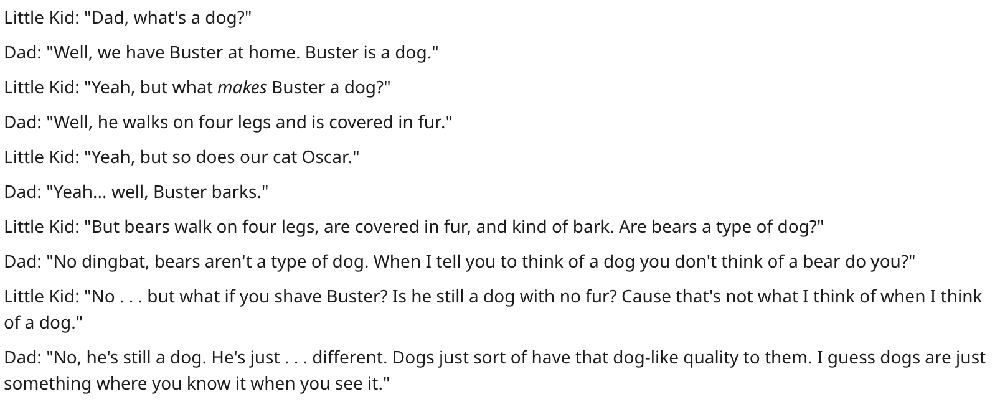 Little Kid: "Dad, what's a dog?"
Dad: "Well, we have Buster at home. Buster is a dog."
Little Kid: "Yeah, but what makes Buster a dog?"
Dad: "Well, he walks on four legs and is covered in fur."
Little Kid: "Yeah, but so does our cat Oscar."
Dad: "Yeah... well, Buster barks."
Little Kid: "But bears walk on four legs, are covered in fur, and kind of bark. Are bears a type of dog?"
Dad: "No dingbat, bears aren't a type of dog. When I tell you to think of a dog you don't think of a bear do you?"
Little Kid: "No . . . but what if you shave Buster? Is he still a dog with no fur? Cause that's not what I think of when I think
of a dog."
Dad: "No, he's still a dog. He's just . . . different. Dogs just sort of have that dog-like quality to them. I guess dogs are just
something where you know it when you see it."